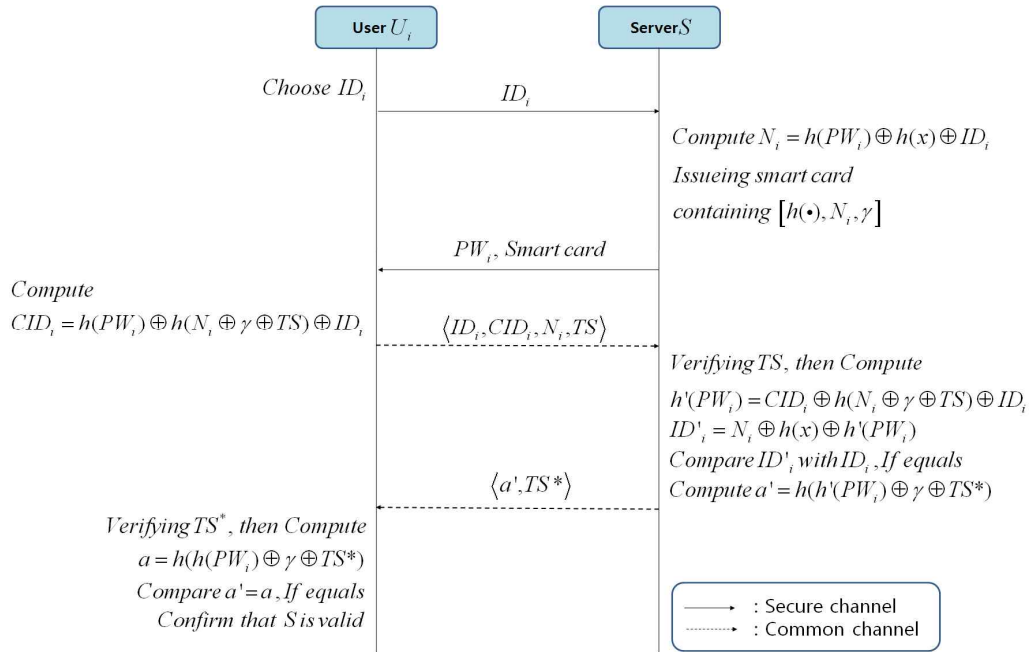 User U_i
Server S
Choose ID_i
ID_i
Compute N_i = h(PW_i) ⊕ h(x) ⊕ ID_i
Issueing smart card
containing [h(•), N_i, γ]
PW_i, Smart card
Compute
CID_i = h(PW_i) ⊕ h(N_i ⊕ γ ⊕ TS) ⊕ ID_i
⟨ID_i, CID_i, N_i, TS⟩
Verifying TS, then Compute
h'(PW_i) = CID_i ⊕ h(N_i ⊕ γ ⊕ TS) ⊕ ID_i
ID'_i = N_i ⊕ h(x) ⊕ h'(PW_i)
Compare ID'_i with ID_i, If equals
Compute a' = h(h'(PW_i) ⊕ γ ⊕ TS*)
⟨a', TS*⟩
Verifying TS*, then Compute
a = h(h(PW_i) ⊕ γ ⊕ TS*)
Compare a' = a, If equals
Confirm that S is valid
: Secure channel
: Common channel